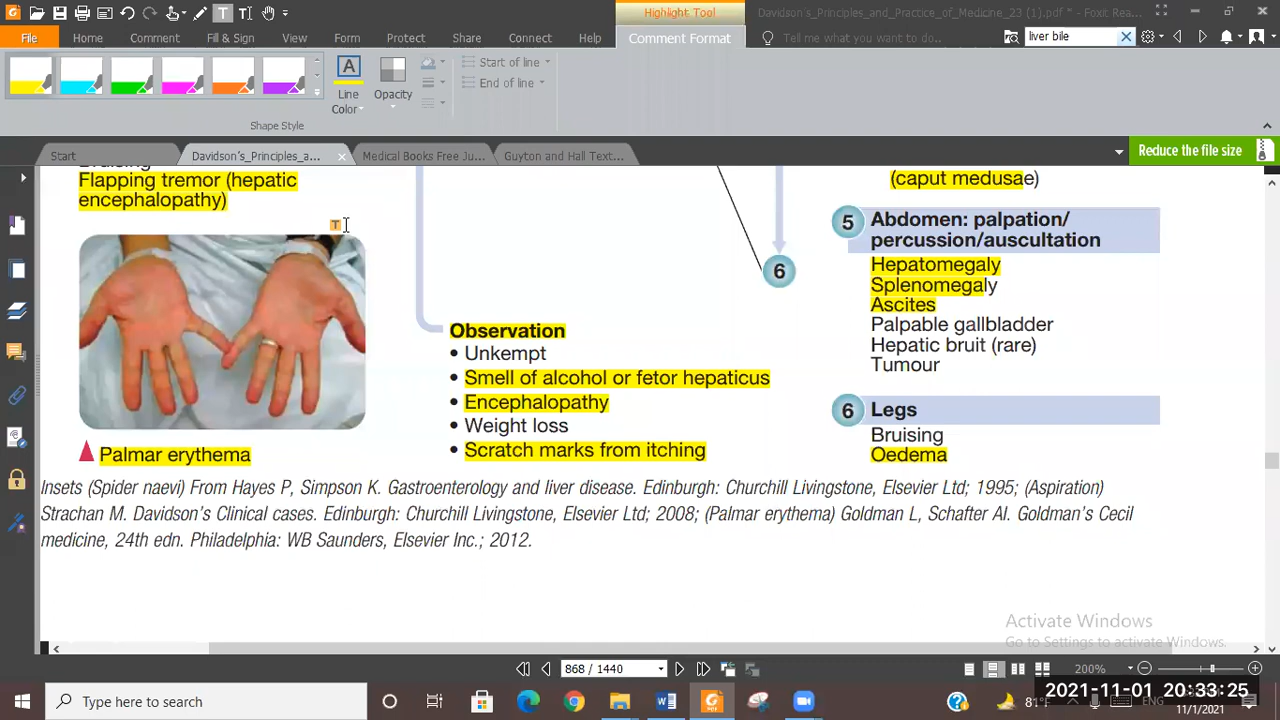 Highlight Tool
Davidson's_Principles_and_Practice_of_Medicine_23 (1).pdf * - Foxit Rea...
File
Home
Comment
Fill & Sign
View
Form
Protect
Share
Connect
Help
Comment Format
Tell me what you want to do..
liver bile
Start of line
End of line
Line
Color
Opacity
Shape Style
Start
Davidson's_Principles_a...
Medical Books Free Ju...
Guyton and Hall Text...
Reduce the file size
Bruising
Flapping tremor (hepatic
encephalopathy)
Palmar erythema
6
Observation
• Unkempt
• Smell of alcohol or fetor hepaticus
• Encephalopathy
• Weight loss
• Scratch marks from itching
(caput medusae)
5 Abdomen: palpation/
percussion/auscultation
Hepatomegaly
Splenomegaly
Ascites
Palpable gallbladder
Hepatic bruit (rare)
Tumour
6 Legs
Bruising
Oedema
Insets (Spider naevi) From Hayes P, Simpson K. Gastroenterology and liver disease. Edinburgh: Churchill Livingstone, Elsevier Ltd; 1995; (Aspiration)
Strachan M. Davidson's Clinical cases. Edinburgh: Churchill Livingstone, Elsevier Ltd; 2008; (Palmar erythema) Goldman L, Schafter AI. Goldman's Cecil
medicine, 24th edn. Philadelphia: WB Saunders, Elsevier Inc.; 2012.
Activate Windows
Go to Settings to activate Windows.
868 / 1440
200%
Type here to search
81°F
ENG
2021-11-01 20:33:25
11/1/2021